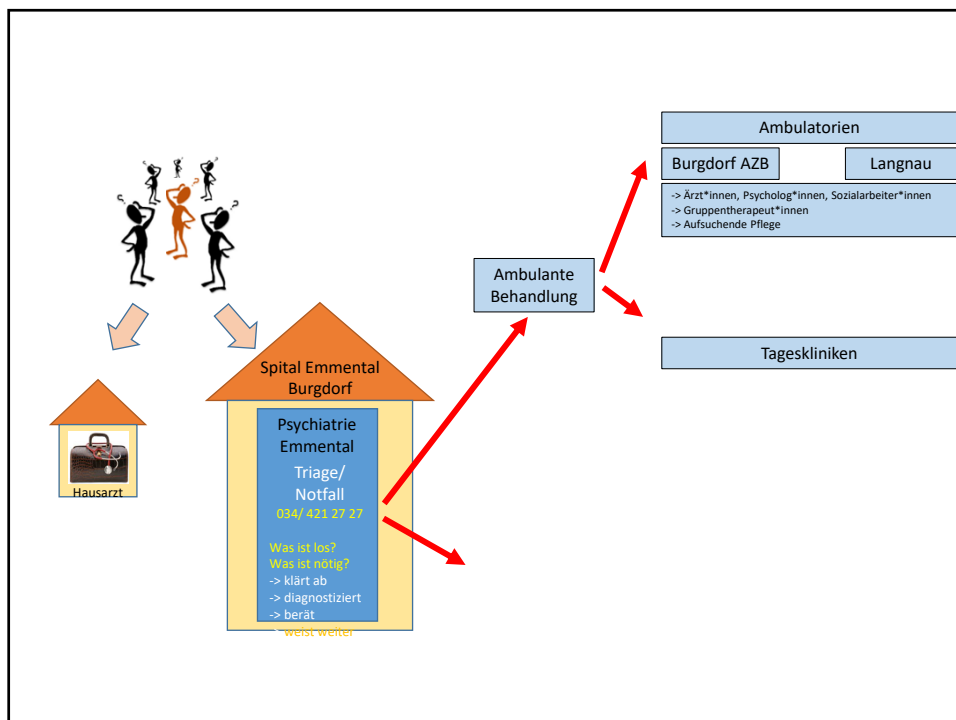 Ambulatorien
Burgdorf AZB
Langnau
-> Ärzt*innen, Psycholog*innen, Sozialarbeiter*innen
-> Gruppentherapeut*innen
-> Aufsuchende Pflege
Ambulante
Behandlung
Tageskliniken
Spital Emmental
Burgdorf
Psychiatrie
Emmental
Triage/
Notfall
034/ 421 27 27
Was ist los?
Was ist nötig?
-> klärt ab
-> diagnostiziert
-> berät
-> weist weiter
Hausarzt